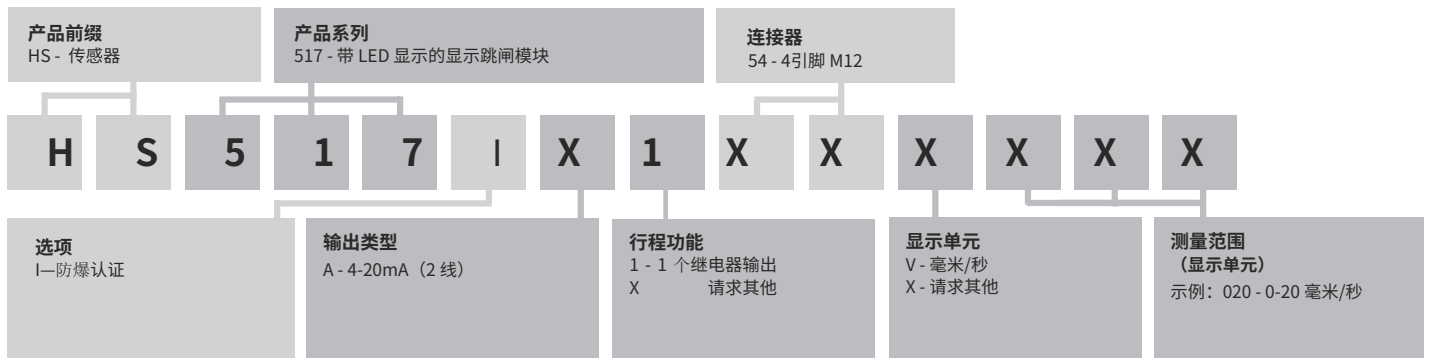 产品前缀
HS - 传感器
产品系列
517 - 带 LED 显示的显示跳闸模块
连接器
54 - 4引脚 M12
H S 5 1 7 I X 1 X X X X X X
选项
I—防爆认证
输出类型
A - 4-20mA（2 线）
行程功能
1 - 1 个继电器输出
X 请求其他
显示单元
V - 毫米/秒
X - 请求其他
测量范围
（显示单元）
示例：020 - 0-20 毫米/秒